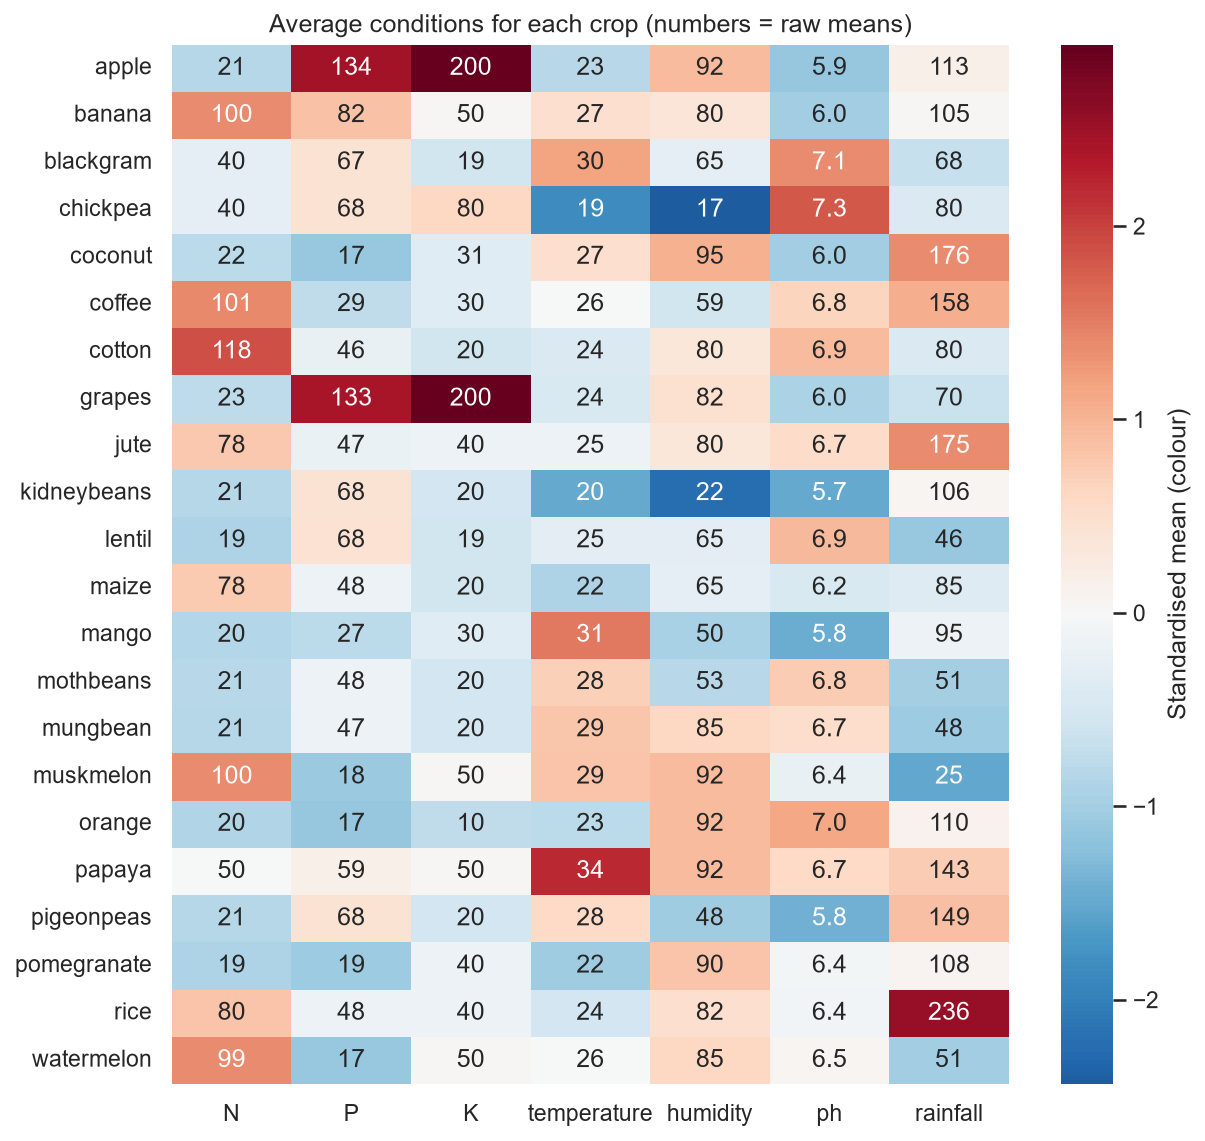 Average conditions for each crop (numbers = raw means)
apple 21 134 200 23 92 5.9 113
banana 100 82 50 27 80 6.0 105
blackgram 40 67 19 30 65 7.1 68
chickpea 40 68 80 19 17 7.3 80
coconut 22 17 31 27 95 6.0 176
coffee 101 29 30 26 59 6.8 158
cotton 118 46 20 24 80 6.9 80
grapes 23 133 200 24 82 6.0 70
jute 78 47 40 25 80 6.7 175
kidneybeans 21 68 20 20 22 5.7 106
lentil 19 68 19 25 65 6.9 46
maize 78 48 20 22 65 6.2 85
mango 20 27 30 31 50 5.8 95
mothbeans 21 48 20 28 53 6.8 51
mungbean 21 47 20 29 85 6.7 48
muskmelon 100 18 50 29 92 6.4 25
orange 20 17 10 23 92 7.0 110
papaya 50 59 50 34 92 6.7 143
pigeonpeas 21 68 20 28 48 5.8 149
pomegranate 19 19 40 22 90 6.4 108
rice 80 48 40 24 82 6.4 236
watermelon 99 17 50 26 85 6.5 51
N P K temperature humidity ph rainfall
2
1
0
−1
−2
Standardised mean (colour)